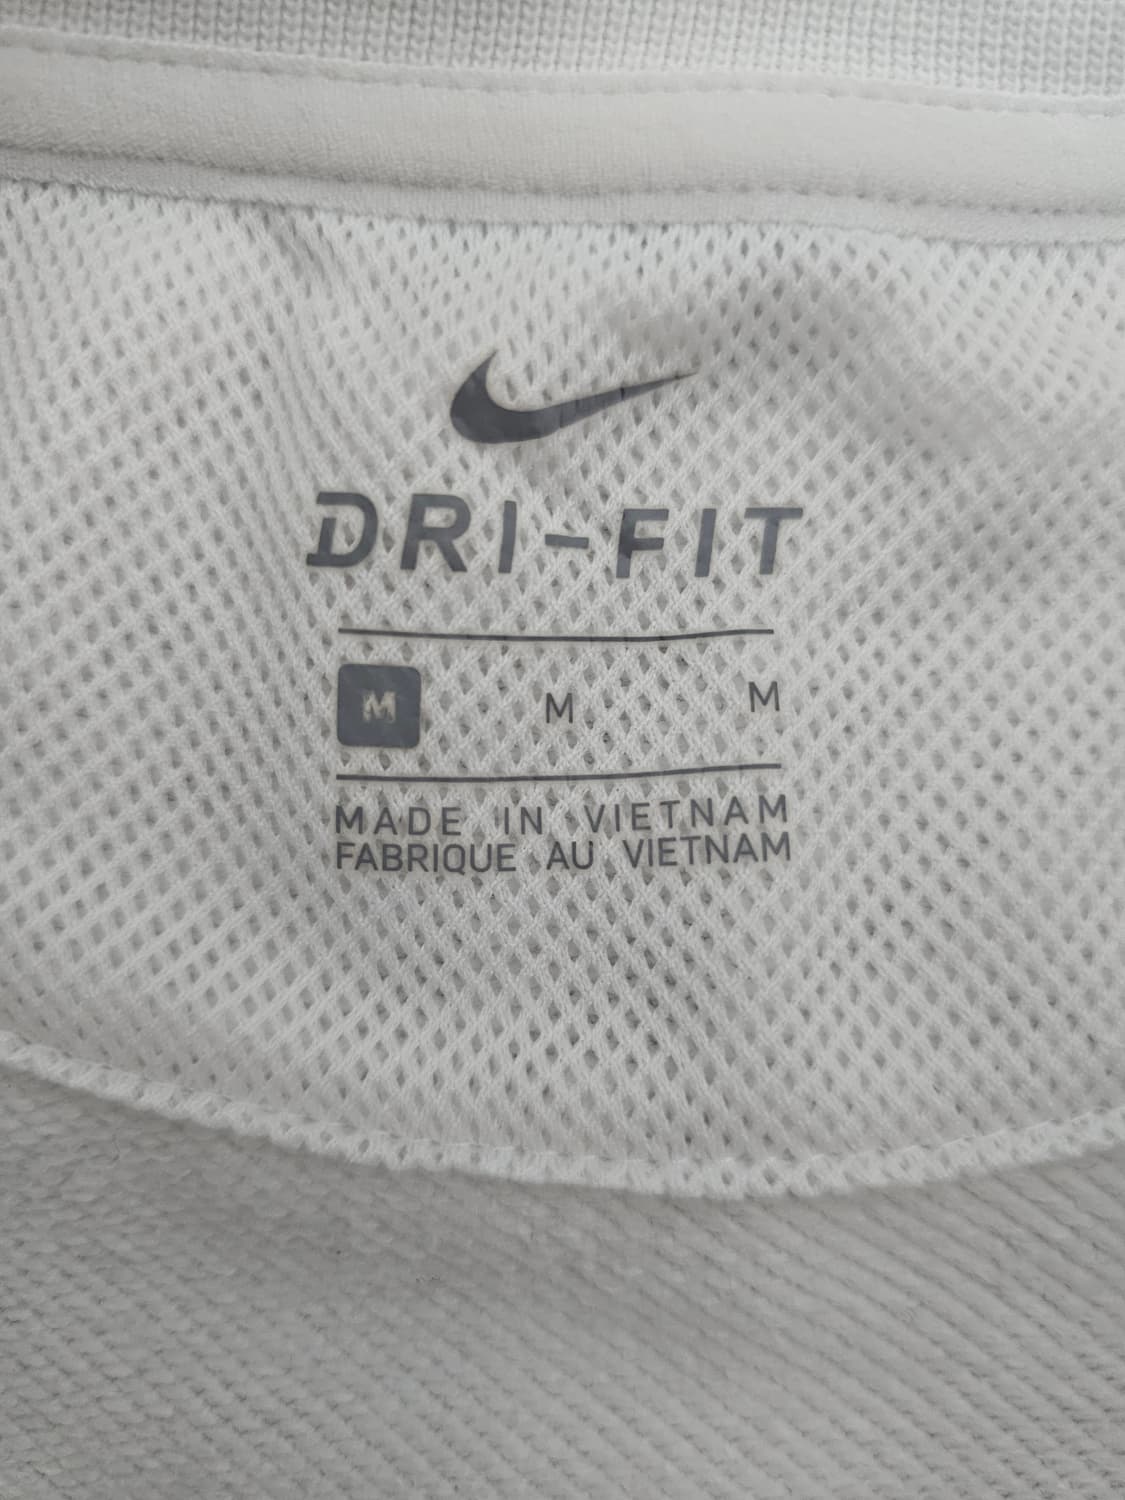 DRI-FIT
M M M
MADE IN VIETNAM
FABRIQUE AU VIETNAM